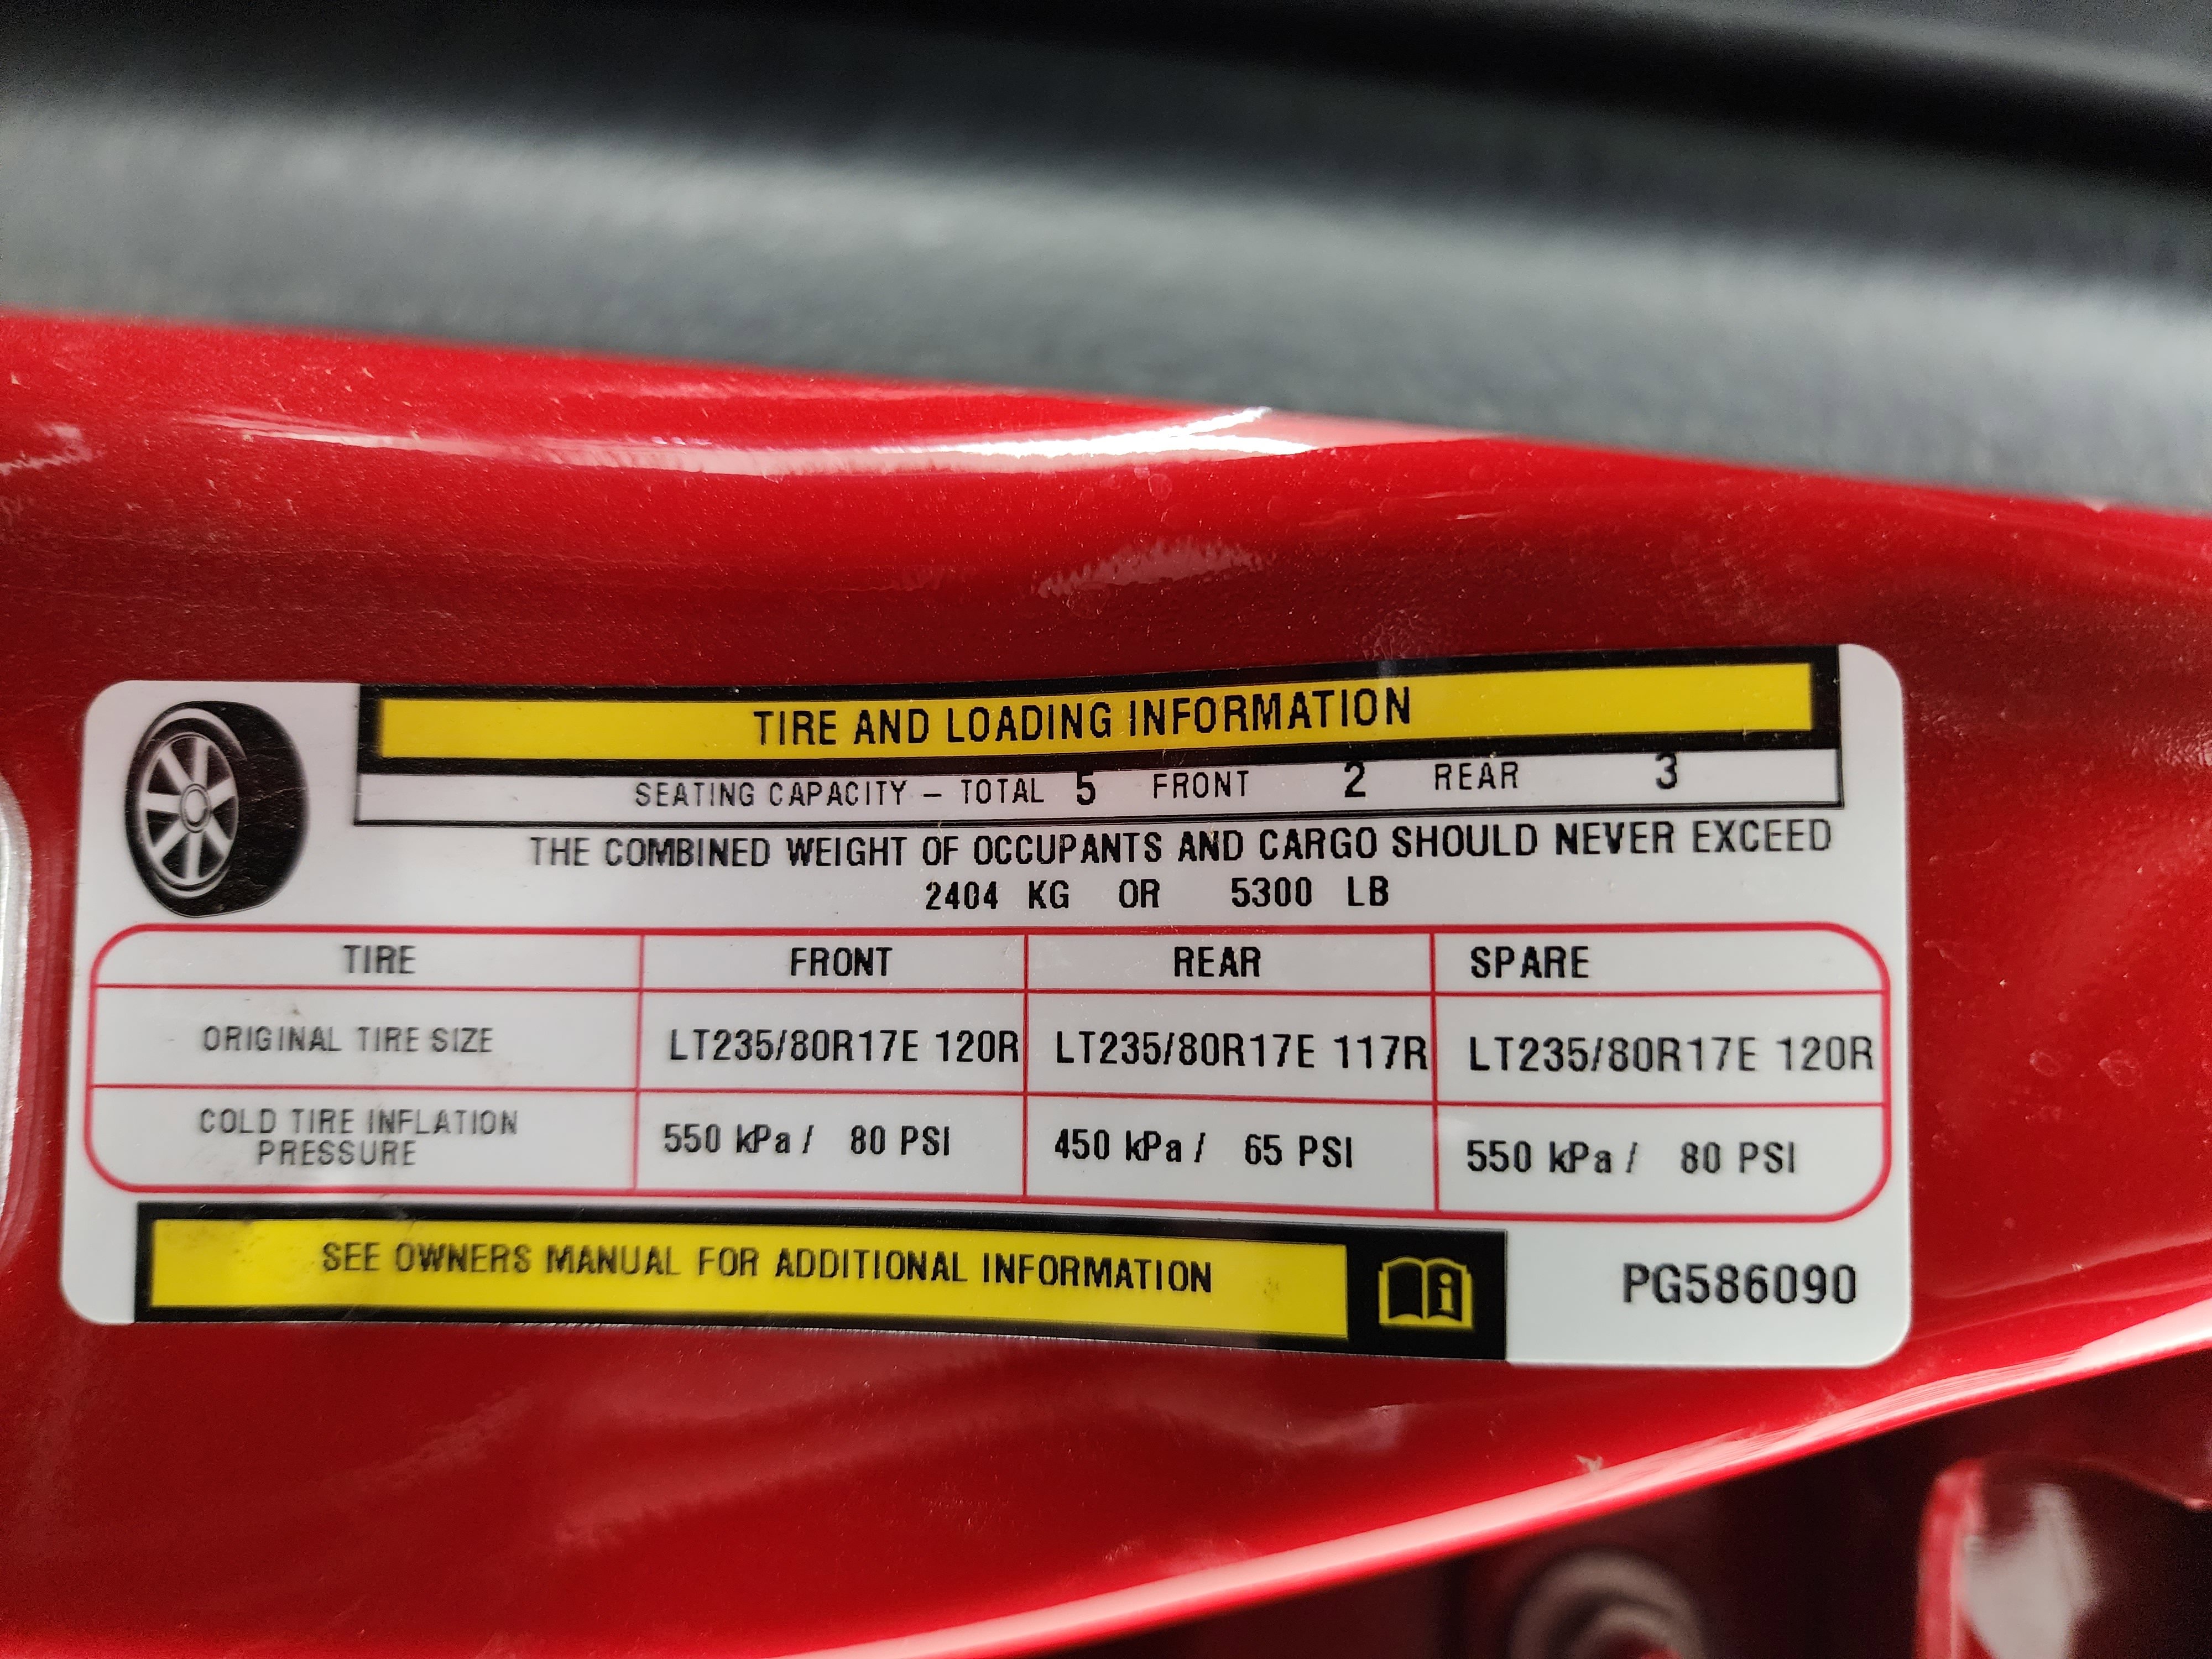 TIRE AND LOADING INFORMATION
SEATING CAPACITY – TOTAL 5 FRONT 2 REAR 3
THE COMBINED WEIGHT OF OCCUPANTS AND CARGO SHOULD NEVER EXCEED
2404 KG OR 5300 LB
TIRE FRONT REAR SPARE
ORIGINAL TIRE SIZE LT235/80R17E 120R LT235/80R17E 117R LT235/80R17E 120R
COLD TIRE INFLATION
PRESSURE 550 kPa / 80 PSI 450 kPa / 65 PSI 550 kPa / 80 PSI
SEE OWNERS MANUAL FOR ADDITIONAL INFORMATION
PG586090